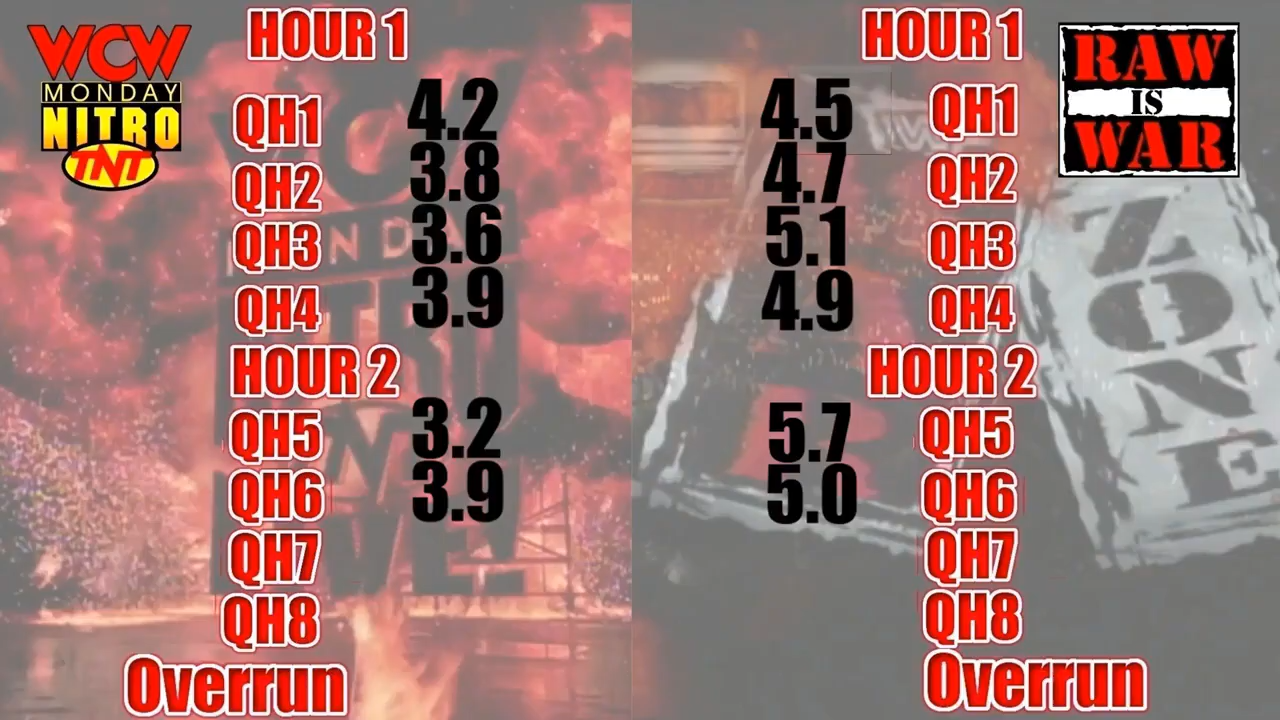 WCW
MONDAY
NITRO
TNT
HOUR 1
QH1 4.2
QH2 3.8
QH3 3.6
QH4 3.9
HOUR 2
QH5 3.2
QH6 3.9
QH7
QH8
Overrun
HOUR 1
4.5 QH1
4.7 QH2
5.1 QH3
4.9 QH4
HOUR 2
5.7 QH5
5.0 QH6
QH7
QH8
Overrun
RAW
IS
WAR
ZONE